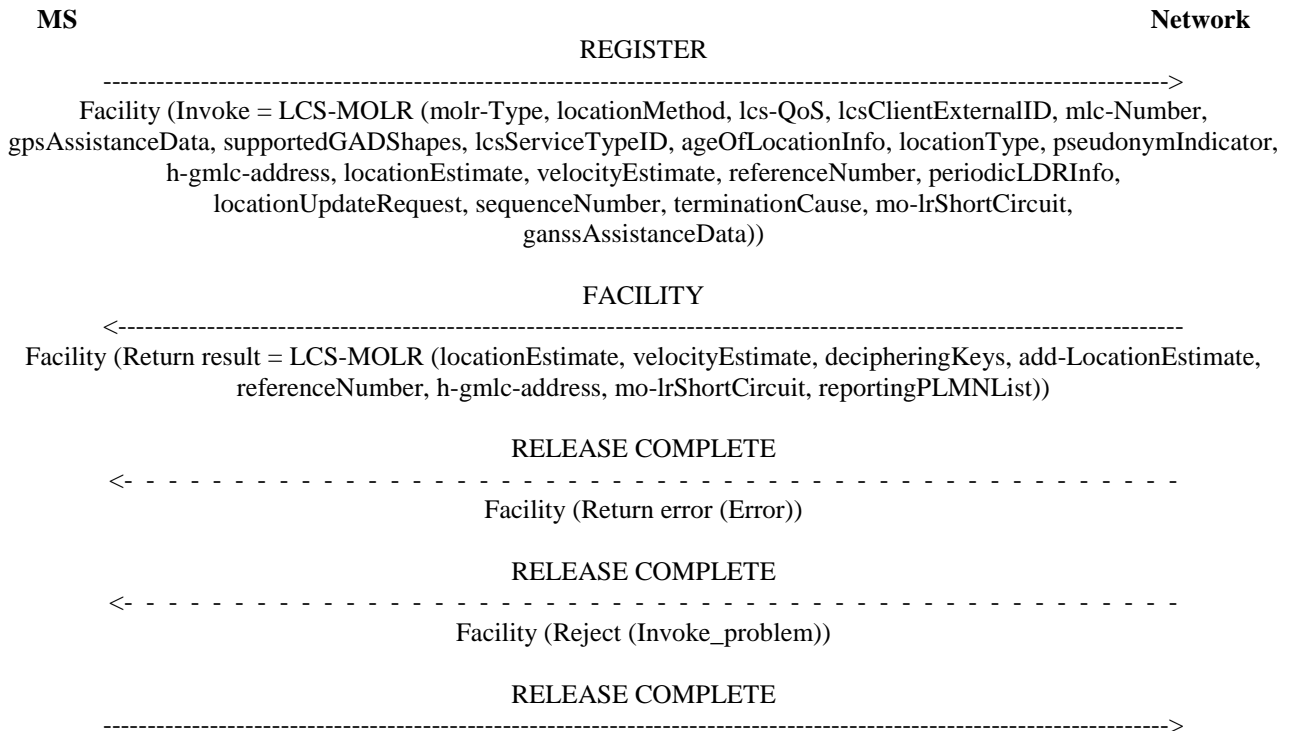 MS Network
REGISTER
------------------------------------------------------------------------------------------------------------------------>
Facility (Invoke = LCS-MOLR (molr-Type, locationMethod, lcs-QoS, lcsClientExternalID, mlc-Number,
gpsAssistanceData, supportedGADShapes, lcsServiceTypeID, ageOfLocationInfo, locationType, pseudonymIndicator,
h-gmlc-address, locationEstimate, velocityEstimate, referenceNumber, periodicLDRInfo,
locationUpdateRequest, sequenceNumber, terminationCause, mo-lrShortCircuit,
ganssAssistanceData))
FACILITY
<------------------------------------------------------------------------------------------------------------------------
Facility (Return result = LCS-MOLR (locationEstimate, velocityEstimate, decipheringKeys, add-LocationEstimate,
referenceNumber, h-gmlc-address, mo-lrShortCircuit, reportingPLMNList))
RELEASE COMPLETE
<- - - - - - - - - - - - - - - - - - - - - - - - - - - - - - - - - - - - - - - - - - - - - - - -
Facility (Return error (Error))
RELEASE COMPLETE
<- - - - - - - - - - - - - - - - - - - - - - - - - - - - - - - - - - - - - - - - - - - - - - - -
Facility (Reject (Invoke_problem))
RELEASE COMPLETE
------------------------------------------------------------------------------------------------------------------------>